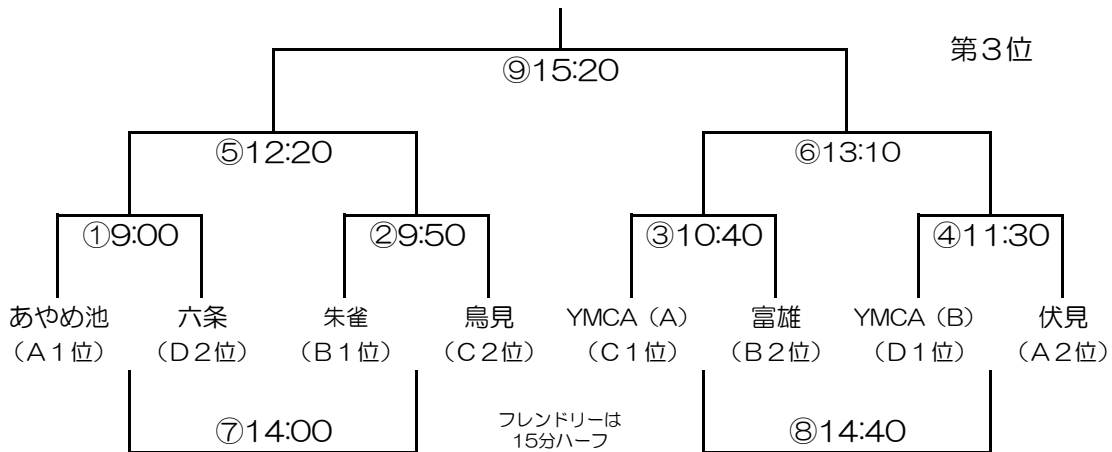 第３位
⑨15:20
⑤12:20
⑥13:10
①9:00
②9:50
③10:40
④11:30
あやめ池
六条
朱雀
鳥見
YMCA（A）
富雄
YMCA（B）
伏見
（A１位）
（D２位）
（B１位）
（C２位）
（C１位）
（B２位）
（D１位）
（A２位）
⑦14:00
フレンドリーは
15分ハーフ
⑧14:40